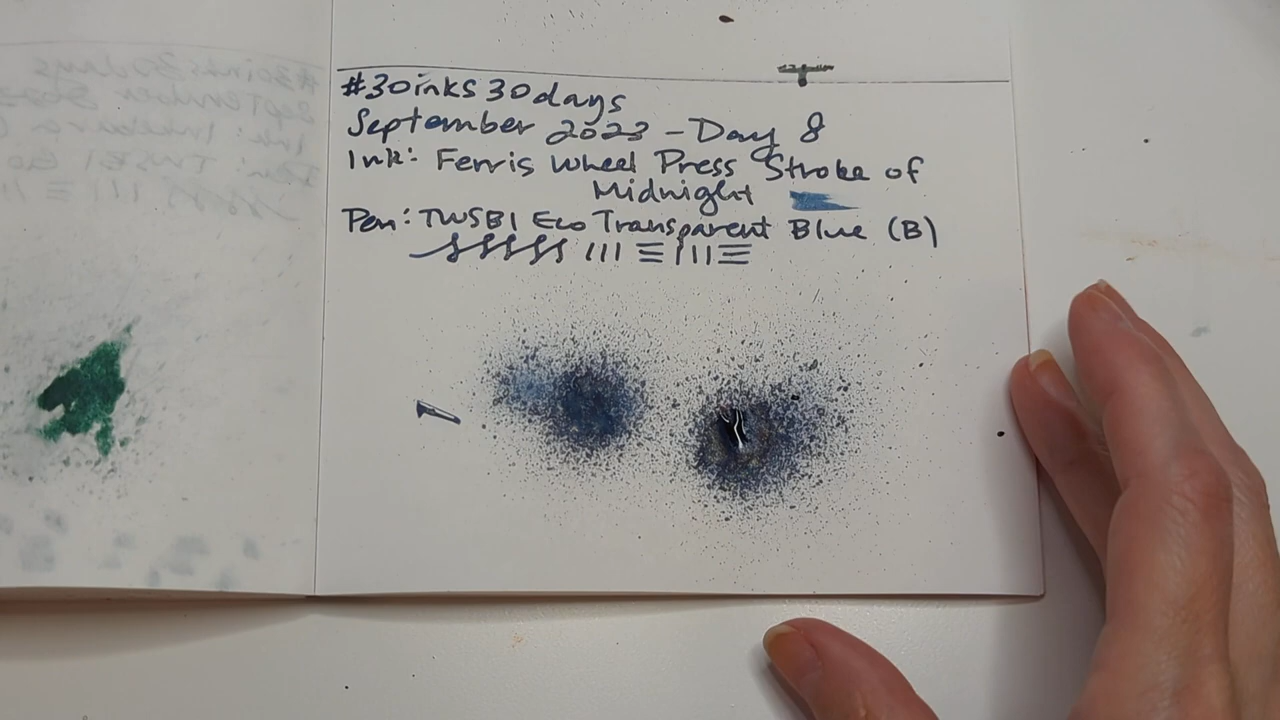 #30inks30days
September 2023 - Day 8
Ink: Ferris Wheel Press Stroke of
Midnight
Pen: TWSBI Eco Transparent Blue (B)